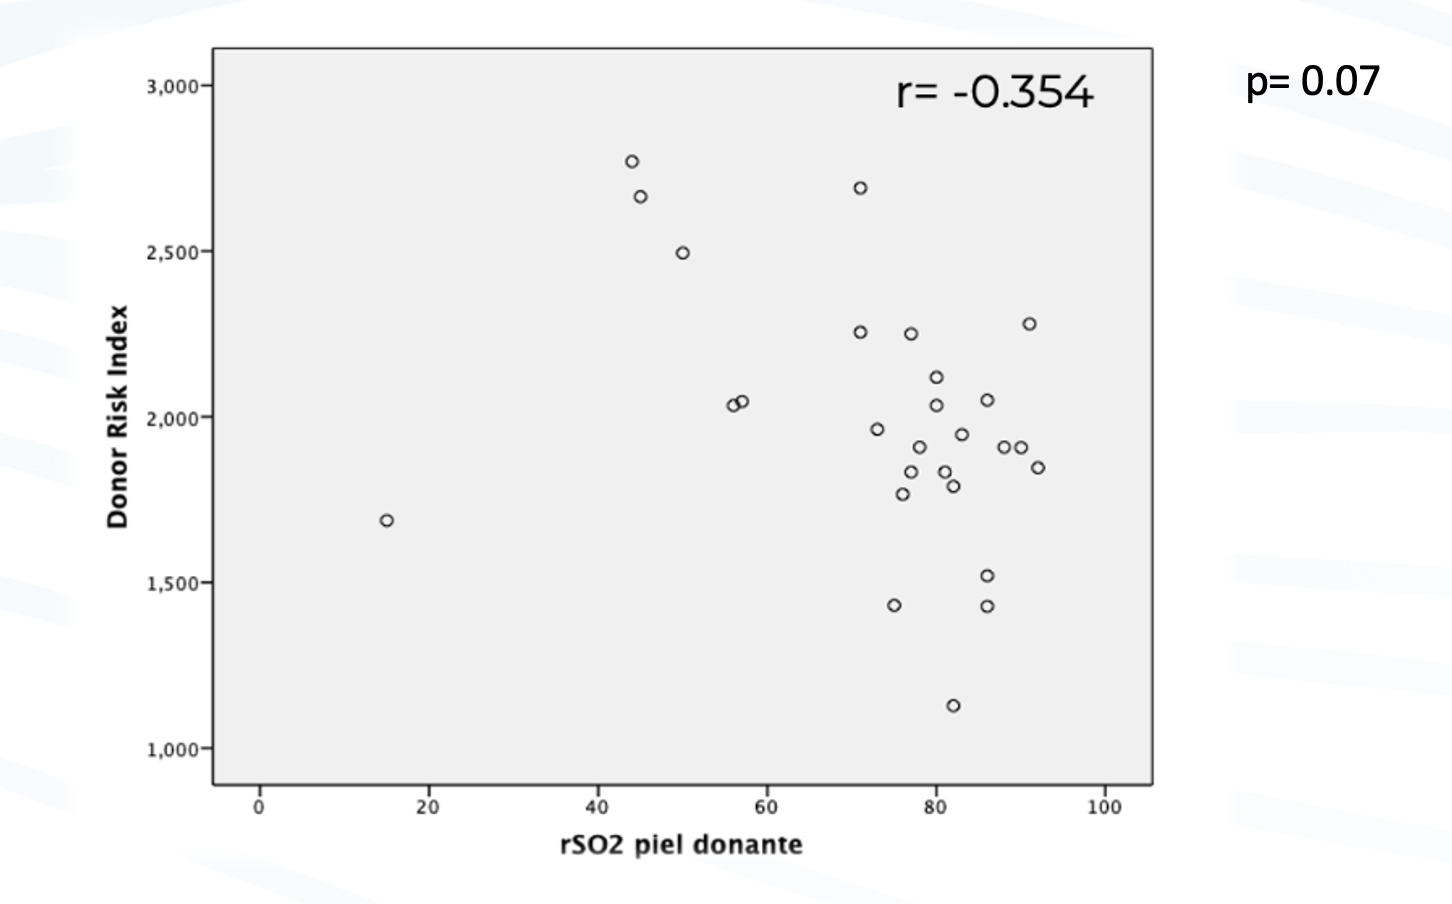 r= -0.354
p= 0.07
3,000
2,500
2,000
1,500
1,000
Donor Risk Index
0 20 40 60 80 100
rSO2 piel donante